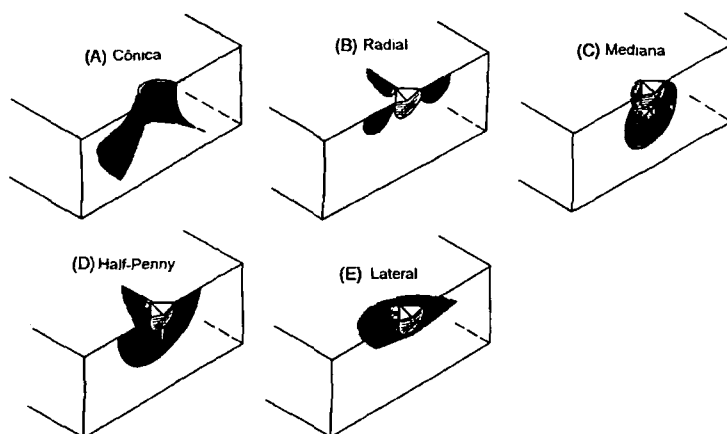 (A) Cônica
(B) Radial
(C) Mediana
(D) Half-Penny
(E) Lateral